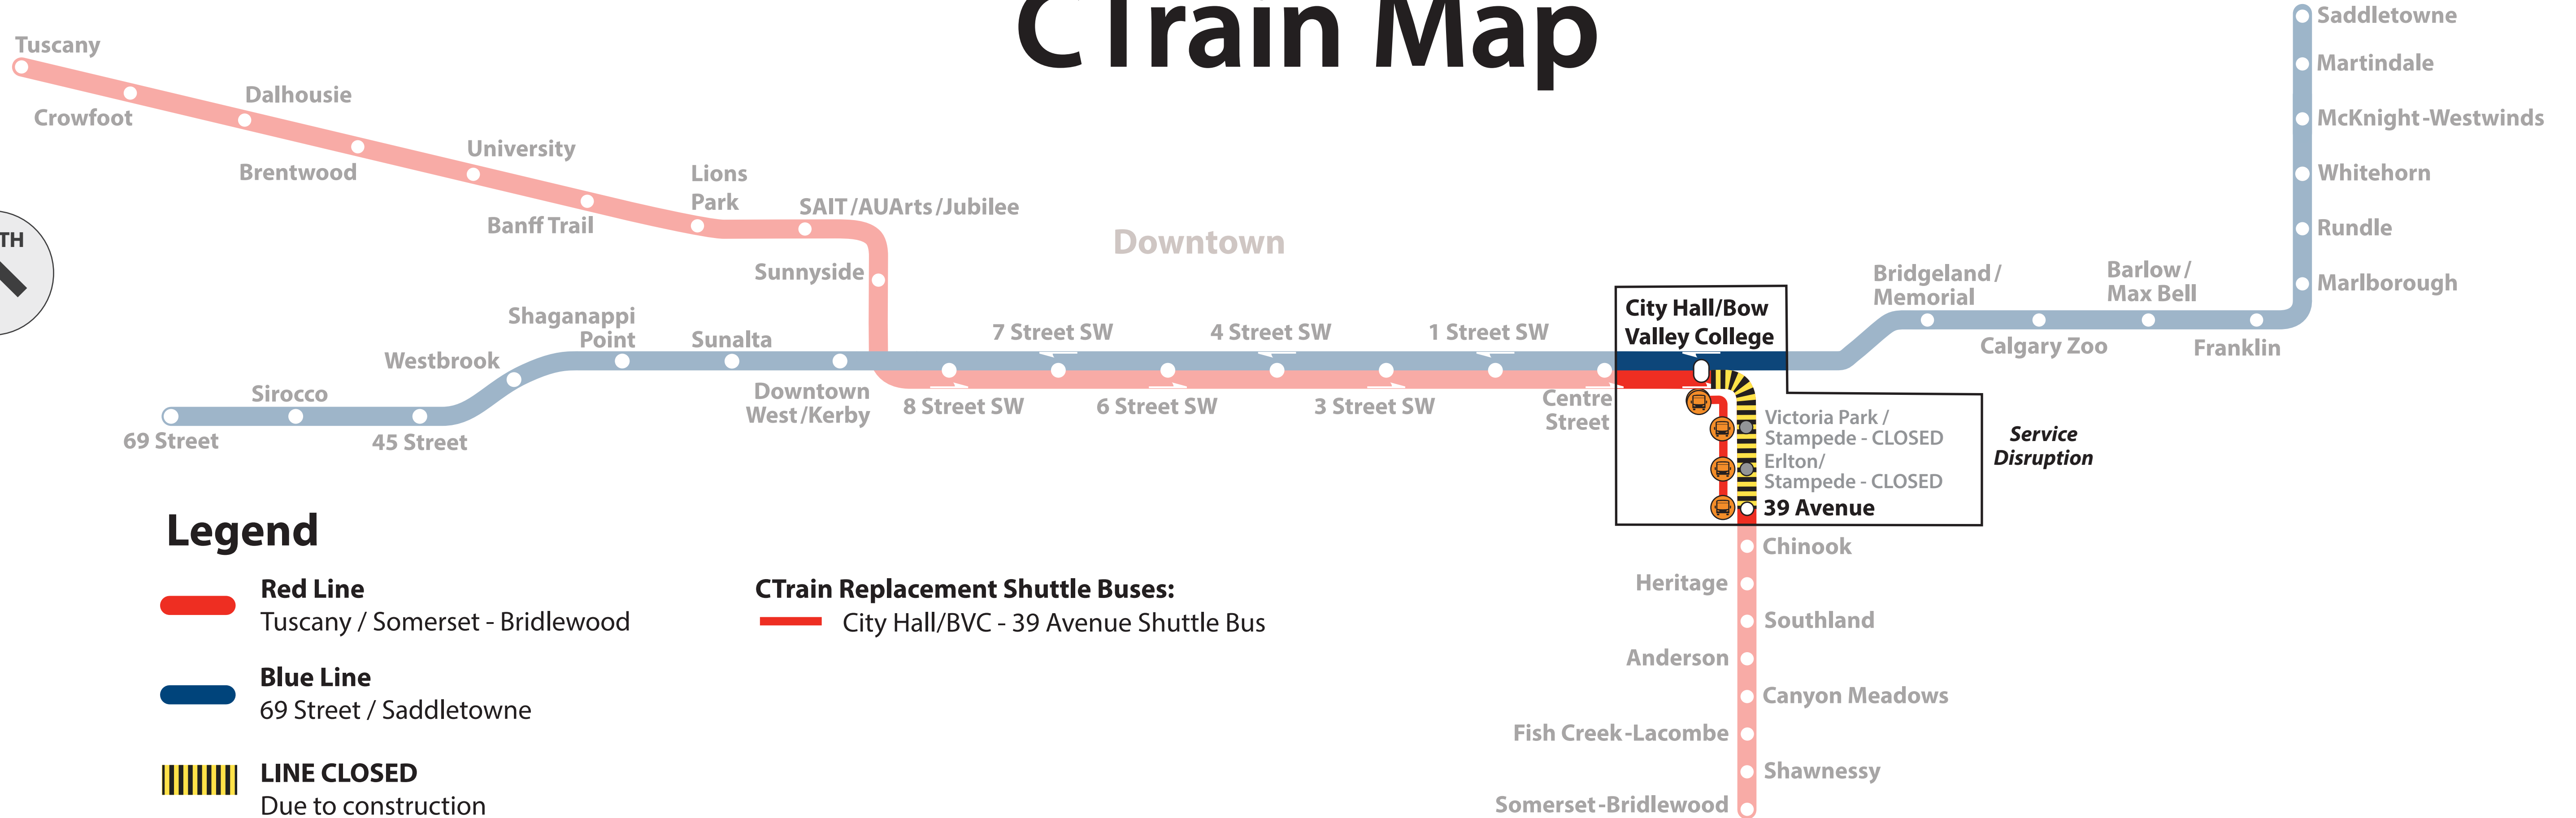 CTrain Map
Tuscany
Crowfoot
Dalhousie
Brentwood
University
Banff Trail
Lions
Park
SAIT/AUArts/Jubilee
Sunnyside
TH
Downtown
69 Street
Sirocco
45 Street
Westbrook
Shaganappi
Point
Sunalta
Downtown
West/Kerby
8 Street SW
7 Street SW
6 Street SW
4 Street SW
3 Street SW
1 Street SW
Centre
Street
City Hall/Bow
Valley College
Bridgeland/
Memorial
Calgary Zoo
Barlow/
Max Bell
Franklin
Saddletowne
Martindale
McKnight-Westwinds
Whitehorn
Rundle
Marlborough
Victoria Park /
Stampede - CLOSED
Erlton/
Stampede - CLOSED
39 Avenue
Service
Disruption
Chinook
Heritage
Southland
Anderson
Canyon Meadows
Fish Creek-Lacombe
Shawnessy
Somerset-Bridlewood
Legend
Red Line
Tuscany / Somerset - Bridlewood
Blue Line
69 Street / Saddletowne
LINE CLOSED
Due to construction
CTrain Replacement Shuttle Buses:
City Hall/BVC - 39 Avenue Shuttle Bus